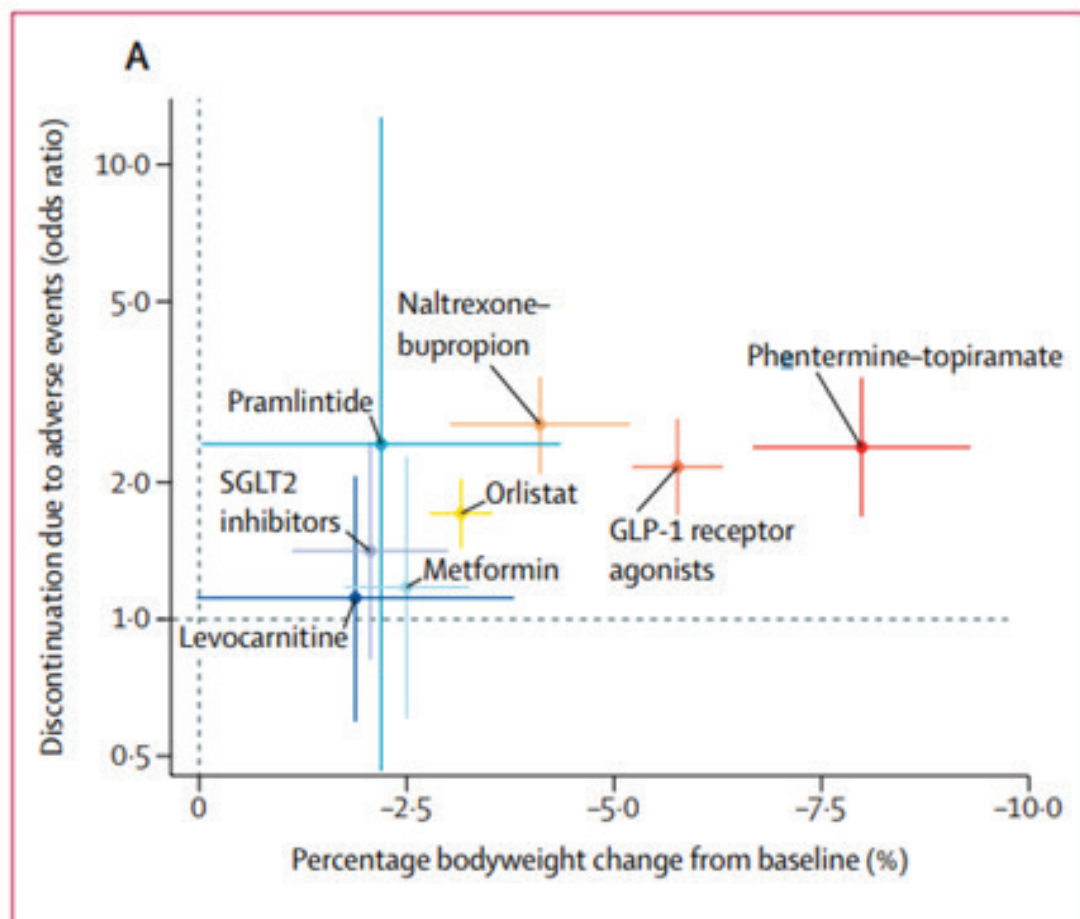 A
Discontinuation due to adverse events (odds ratio)
10·0
5·0
2·0
1·0
0·5
Naltrexone–
bupropion
Phentermine–topiramate
Pramlintide
SGLT2
inhibitors
Orlistat
GLP-1 receptor
agonists
Metformin
Levocarnitine
0
–2·5
–5·0
–7·5
–10·0
Percentage bodyweight change from baseline (%)